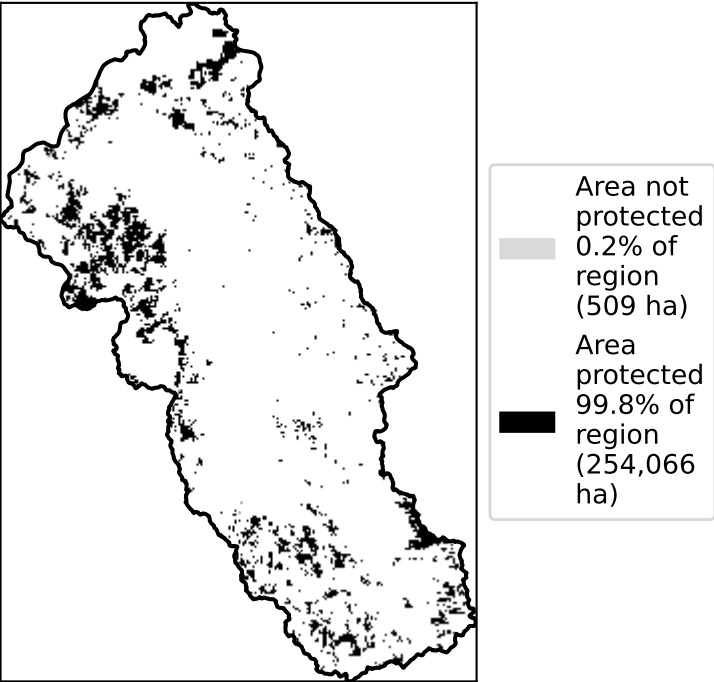 Area not
protected
0.2% of
region
(509 ha)
Area
protected
99.8% of
region
(254,066
ha)